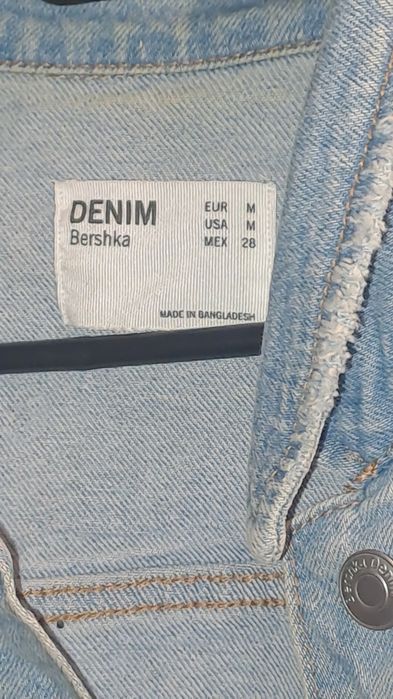 DENIM
Bershka
EUR M
USA M
MEX 28
MADE IN BANGLADESH